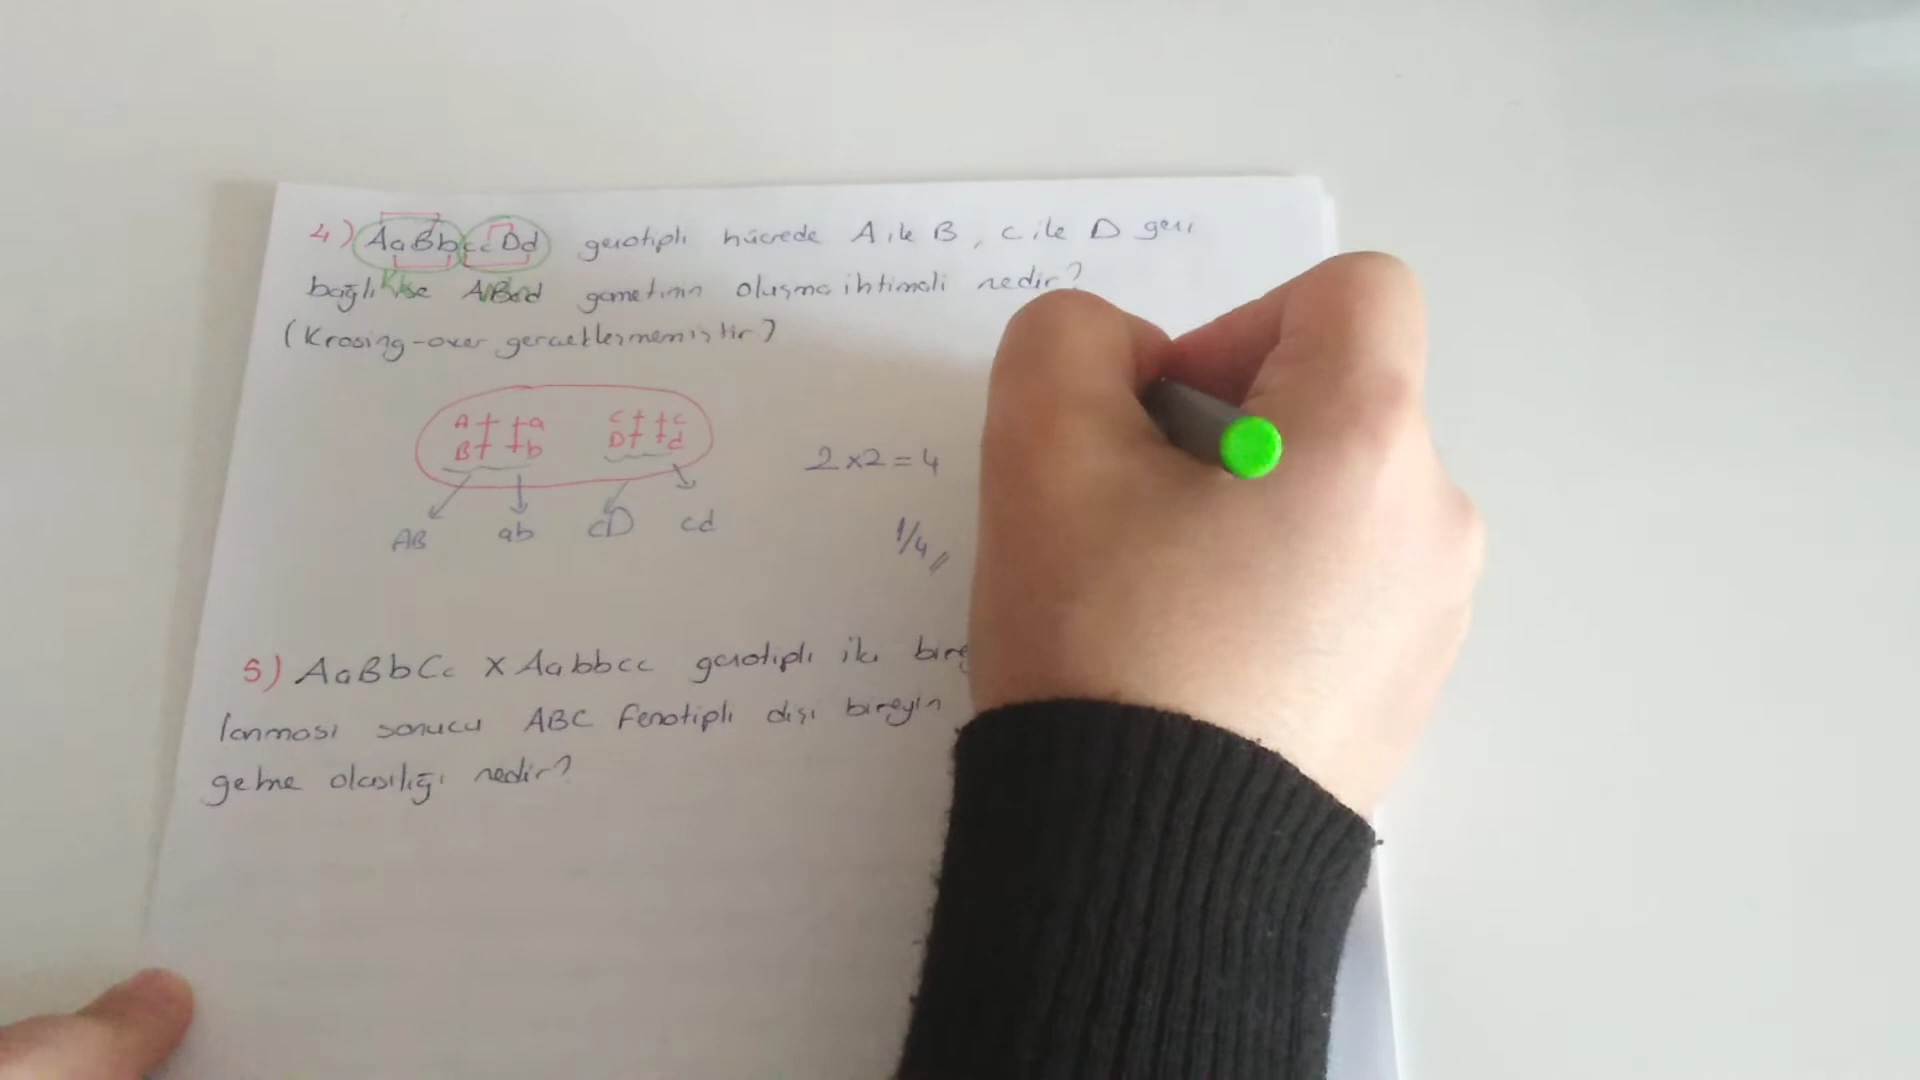 4) AaBbccDd genotipli hücrede A ile B, c ile D geni
bağlı ise ABcd gametinin oluşma ihtimali nedir?
(Krosing-over gerçekleşmemiştir)
A a c c
B b D d
2x2=4
AB ab cD cd
1/4
5) AaBbCc X Aabbcc genotipli iki
lanması sonucu ABC fenotipli dişi bireyin
gelme olasılığı nedir?